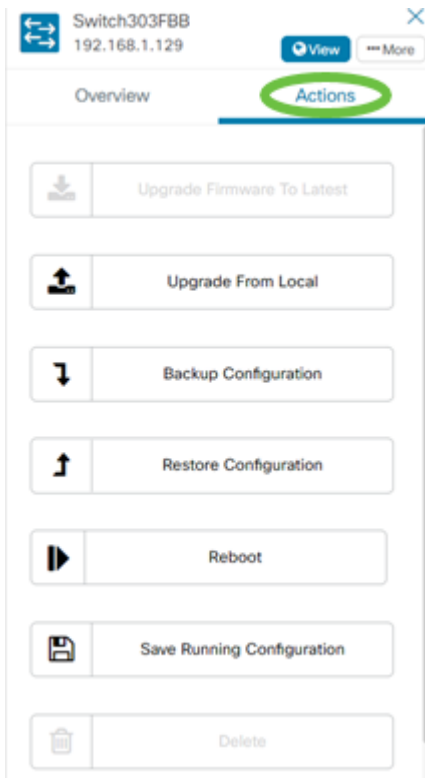 Switch303FBB
192.168.1.129
View
More
Overview
Actions
Upgrade Firmware To Latest
Upgrade From Local
Backup Configuration
Restore Configuration
Reboot
Save Running Configuration
Delete